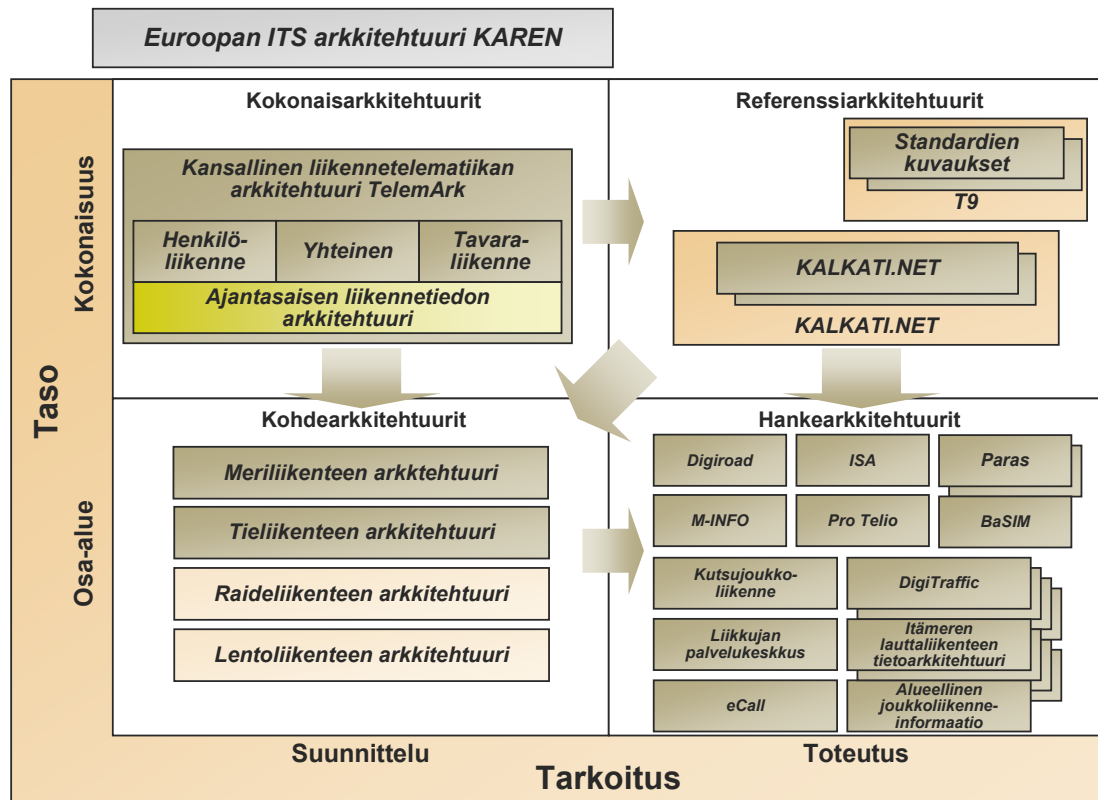 Euroopan ITS arkkitehtuuri KAREN
Taso
Kokonaisuus
Osa-alue
Kokonaisarkkitehtuurit
Kansallinen liikennetelematiikan
arkkitehtuuri TelemArk
Henkilö-
liikenne
Yhteinen
Tavara-
liikenne
Ajantasaisen liikennetiedon
arkkitehtuuri
Referenssiarkkitehtuurit
Standardien
kuvaukset
T9
KALKATI.NET
KALKATI.NET
Kohdearkkitehtuurit
Meriliikenteen arkktehtuuri
Tieliikenteen arkkitehtuuri
Raideliikenteen arkkitehtuuri
Lentoliikenteen arkkitehtuuri
Hankearkkitehtuurit
Digiroad
ISA
Paras
M-INFO
Pro Telio
BaSIM
Kutsujoukko-
liikenne
DigiTraffic
Liikkujan
palvelukeskkus
Itämeren
lauttaliikenteen
tietoarkkitehtuuri
eCall
Alueellinen
joukkoliikenne-
informaatio
Suunnittelu
Toteutus
Tarkoitus